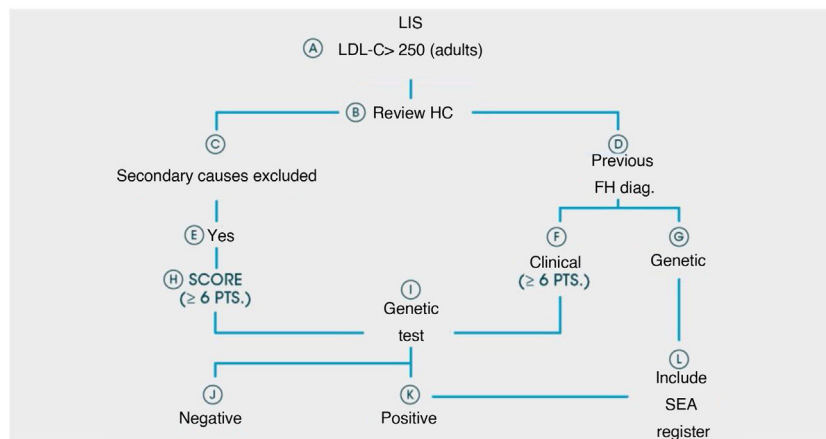 LIS
A LDL-C> 250 (adults)
B Review HC
C
Secondary causes excluded
D
Previous
FH diag.
E Yes
F
Clinical
(≥ 6 PTS.)
G
Genetic
H SCORE
(≥ 6 PTS.)
I
Genetic
test
J
Negative
K
Positive
L
Include
SEA
register